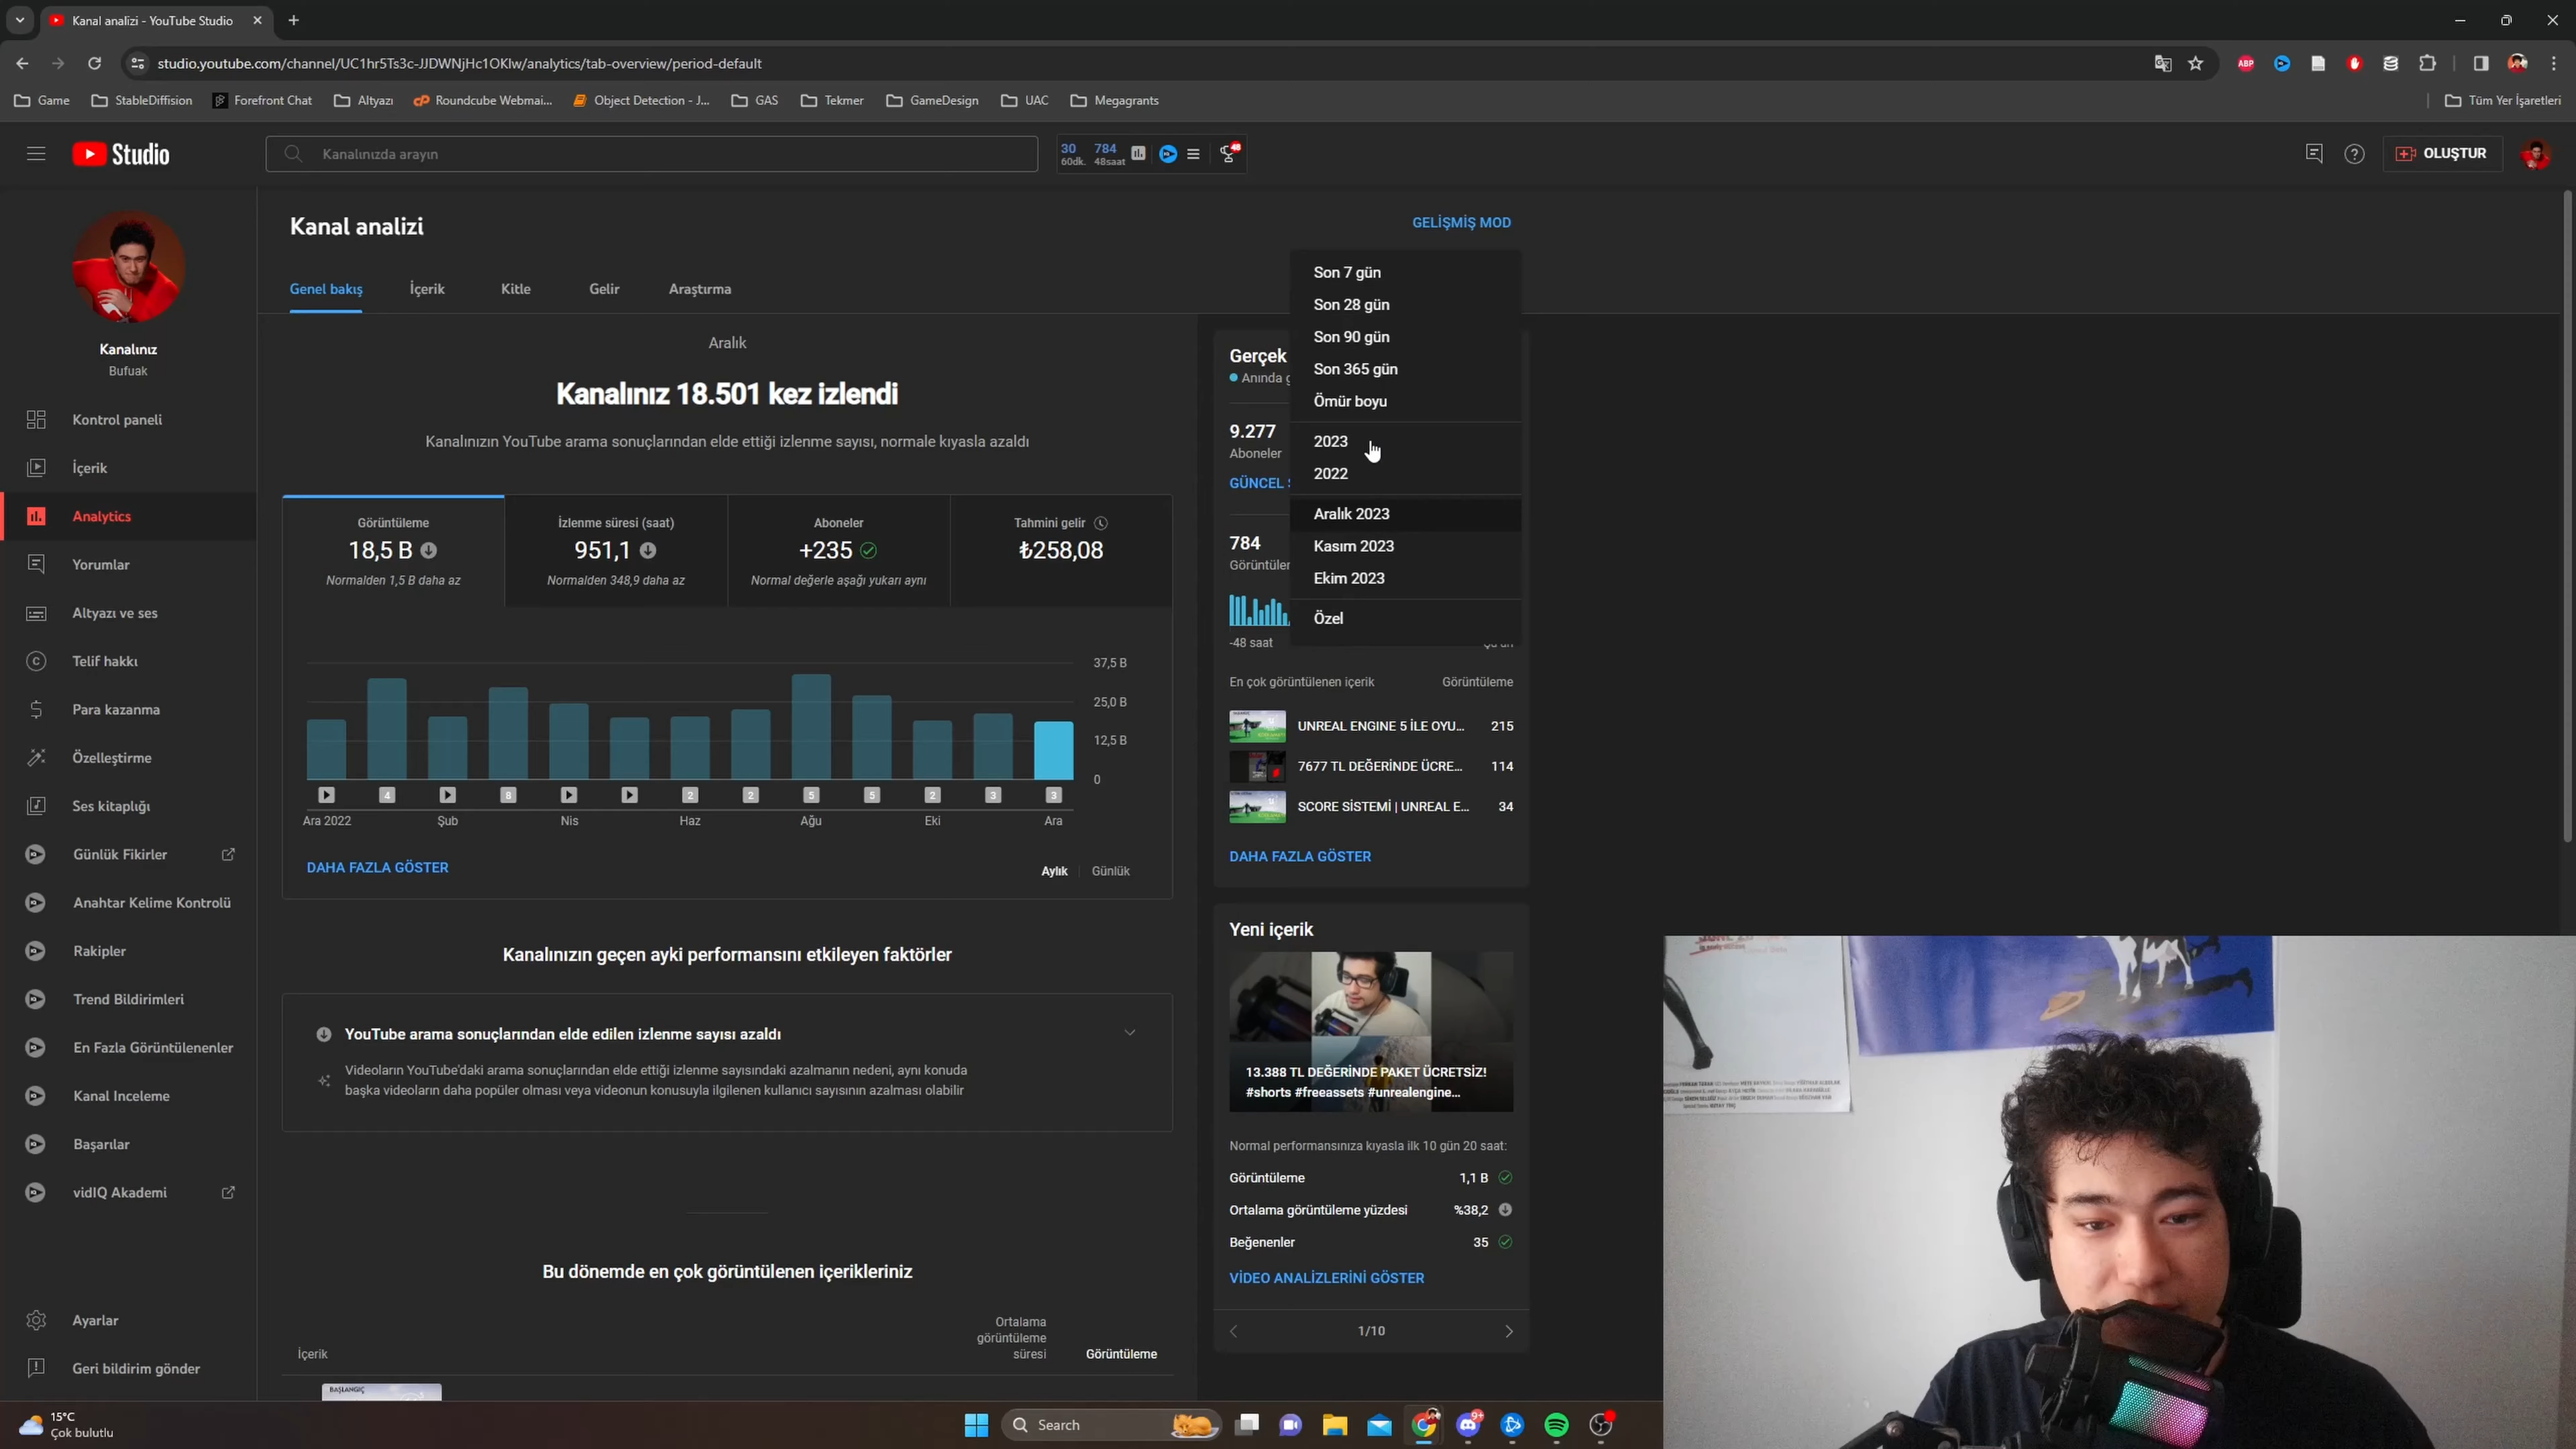 Kanal analizi - YouTube Studio
studio.youtube.com/channel/UC1hr5Ts3c-JJDWNjHc1OKlw/analytics/tab-overview/period-default
ABP
Game
StableDiffision
Forefront Chat
Altyazı
Roundcube Webmai...
Object Detection - J...
GAS
Tekmer
GameDesign
UAC
Megagrants
Tüm Yer İşaretleri
Studio
Kanalınızda arayın
30 784
60dk. 48saat
48
OLUŞTUR
Kanalınız
Bufuak
Kontrol paneli
İçerik
Analytics
Yorumlar
Altyazı ve ses
Telif hakkı
Para kazanma
Özelleştirme
Ses kitaplığı
Günlük Fikirler
Anahtar Kelime Kontrolü
Rakipler
Trend Bildirimleri
En Fazla Görüntülenenler
Kanal Inceleme
Başarılar
vidIQ Akademi
Ayarlar
Geri bildirim gönder
Kanal analizi
GELİŞMİŞ MOD
Genel bakış
İçerik
Kitle
Gelir
Araştırma
Aralık
Kanalınız 18.501 kez izlendi
Kanalınızın YouTube arama sonuçlarından elde ettiği izlenme sayısı, normale kıyasla azaldı
Görüntüleme
18,5 B
Normalden 1,5 B daha az
İzlenme süresi (saat)
951,1
Normalden 348,9 daha az
Aboneler
+235
Normal değerle aşağı yukarı aynı
Tahmini gelir
₺258,08
37,5 B
25,0 B
12,5 B
0
4 8 2 2 5 5 2 3 3
Ara 2022 Şub Nis Haz Ağu Eki Ara
DAHA FAZLA GÖSTER
Aylık
Günlük
Kanalınızın geçen ayki performansını etkileyen faktörler
YouTube arama sonuçlarından elde edilen izlenme sayısı azaldı
Videoların YouTube'daki arama sonuçlarından elde ettiği izlenme sayısındaki azalmanın nedeni, aynı konuda
başka videoların daha popüler olması veya videonun konusuyla ilgilenen kullanıcı sayısının azalması olabilir
Bu dönemde en çok görüntülenen içerikleriniz
İçerik
Ortalama
görüntüleme
süresi
Görüntüleme
BAŞLANGIÇ
Son 7 gün
Son 28 gün
Son 90 gün
Son 365 gün
Ömür boyu
2023
2022
Aralık 2023
Kasım 2023
Ekim 2023
Özel
Gerçek
Anında g
9.277
Aboneler
GÜNCEL
784
Görüntüler
-48 saat
En çok görüntülenen içerik
Görüntüleme
UNREAL ENGINE 5 İLE OYU... 215
7677 TL DEĞERİNDE ÜCRE... 114
SCORE SİSTEMİ | UNREAL E... 34
DAHA FAZLA GÖSTER
Yeni içerik
13.388 TL DEĞERİNDE PAKET ÜCRETSİZ!
#shorts #freeassets #unrealengine...
Normal performansınıza kıyasla ilk 10 gün 20 saat:
Görüntüleme 1,1 B
Ortalama görüntüleme yüzdesi %38,2
Beğenenler 35
VİDEO ANALİZLERİNİ GÖSTER
1/10
15°C
Çok bulutlu
Search
9+